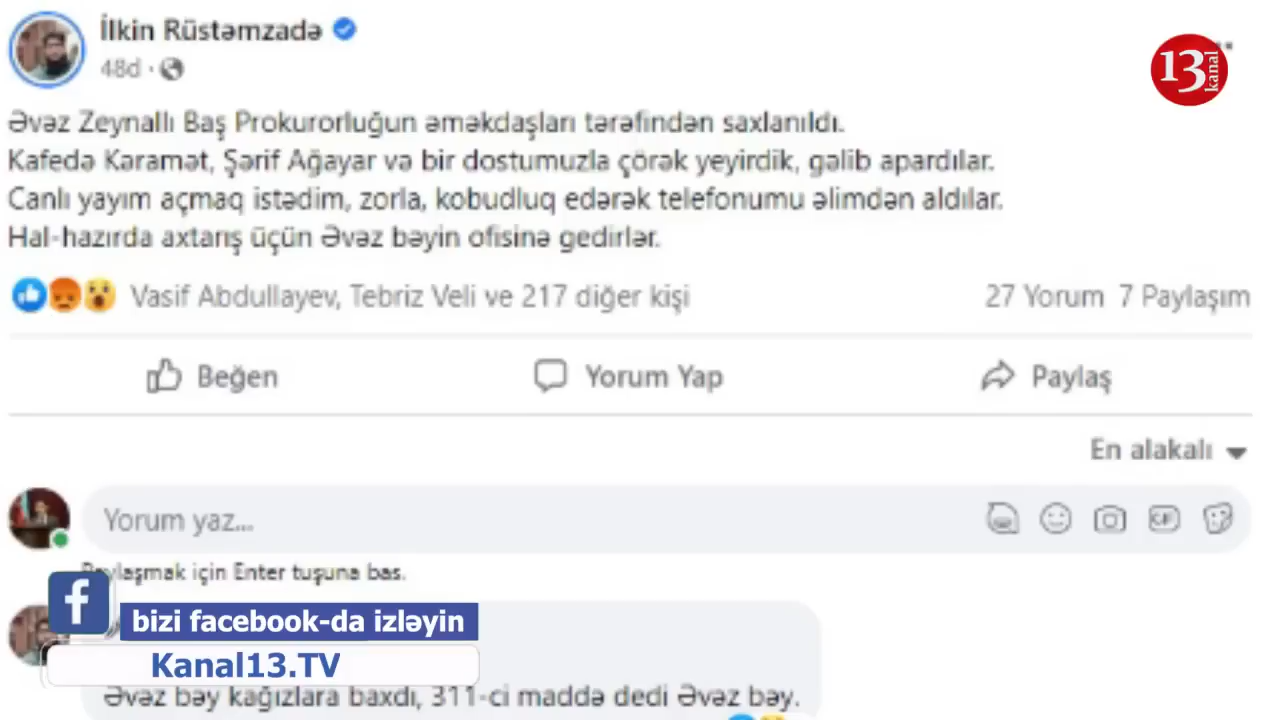 İlkin Rüstəmzadə
48d ·
13 kanal
Əvəz Zeynallı Baş Prokurorluğun əməkdaşları tərəfindən saxlanıldı.
Kafedə Kəramət, Şərif Ağayar və bir dostumuzla çörək yeyirdik, gəlib apardılar.
Canlı yayım açmaq istədim, zorla, kobudluq edərək telefonumu əlimdən aldılar.
Hal-hazırda axtarış üçün Əvəz bəyin ofisinə gedirlər.
Vasif Abdullayev, Tebriz Veli ve 217 diğer kişi
27 Yorum 7 Paylaşım
Beğen
Yorum Yap
Paylaş
En alakalı
Yorum yaz...
GIF
Paylaşmak için Enter tuşuna bas.
f
bizi facebook-da izləyin
Kanal13.TV
Əvəz bəy kağızlara baxdı, 311-ci maddə dedi Əvəz bəy.